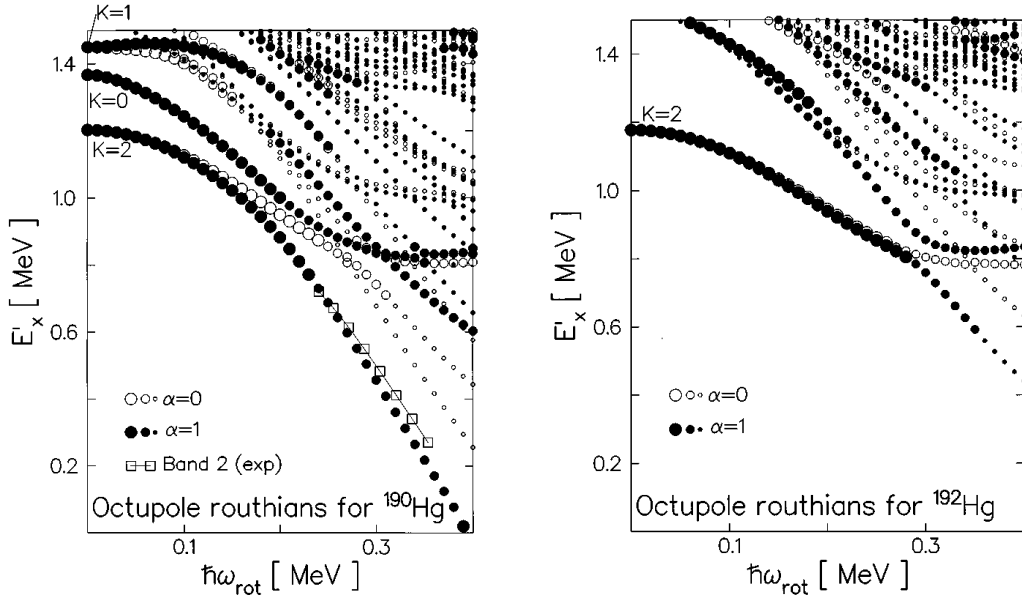 K=1
1.4
K=0
K=2
1.0
0.6
0.2
E'x [ MeV ]
α=0
α=1
Band 2 (exp)
Octupole routhians for ¹⁹⁰Hg
0.1
0.3
ħωrot [ MeV ]
1.4
K=2
1.0
0.6
0.2
E'x [ MeV ]
α=0
α=1
Octupole routhians for ¹⁹²Hg
0.1
0.3
ħωrot [ MeV ]